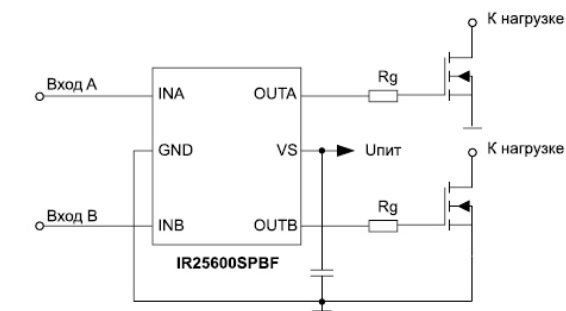 К нагрузке
Вход A
INA
OUTA
Rg
GND
VS
Uпит
К нагрузке
Вход B
INB
OUTB
Rg
IR25600SPBF